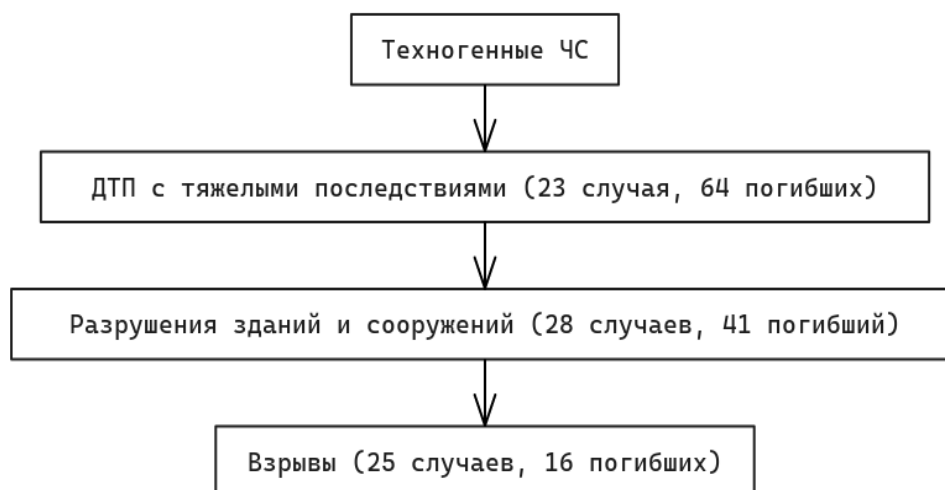 Техногенные ЧС
ДТП с тяжелыми последствиями (23 случая, 64 погибших)
Разрушения зданий и сооружений (28 случаев, 41 погибший)
Взрывы (25 случаев, 16 погибших)